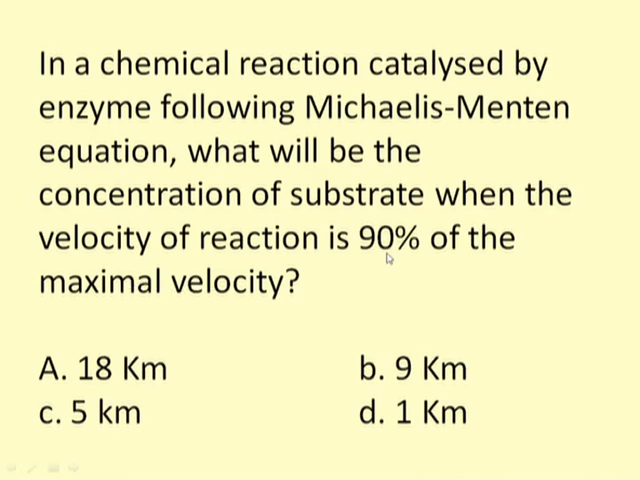 In a chemical reaction catalysed by
enzyme following Michaelis-Menten
equation, what will be the
concentration of substrate when the
velocity of reaction is 90% of the
maximal velocity?
A. 18 Km b. 9 Km
c. 5 km d. 1 Km